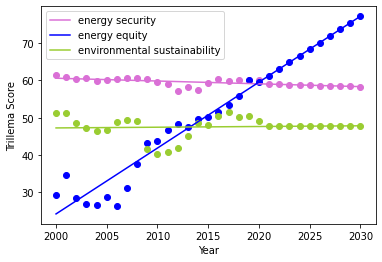 energy security
energy equity
environmental sustainability
70
60
50
40
30
Trillema Score
2000 2005 2010 2015 2020 2025 2030
Year